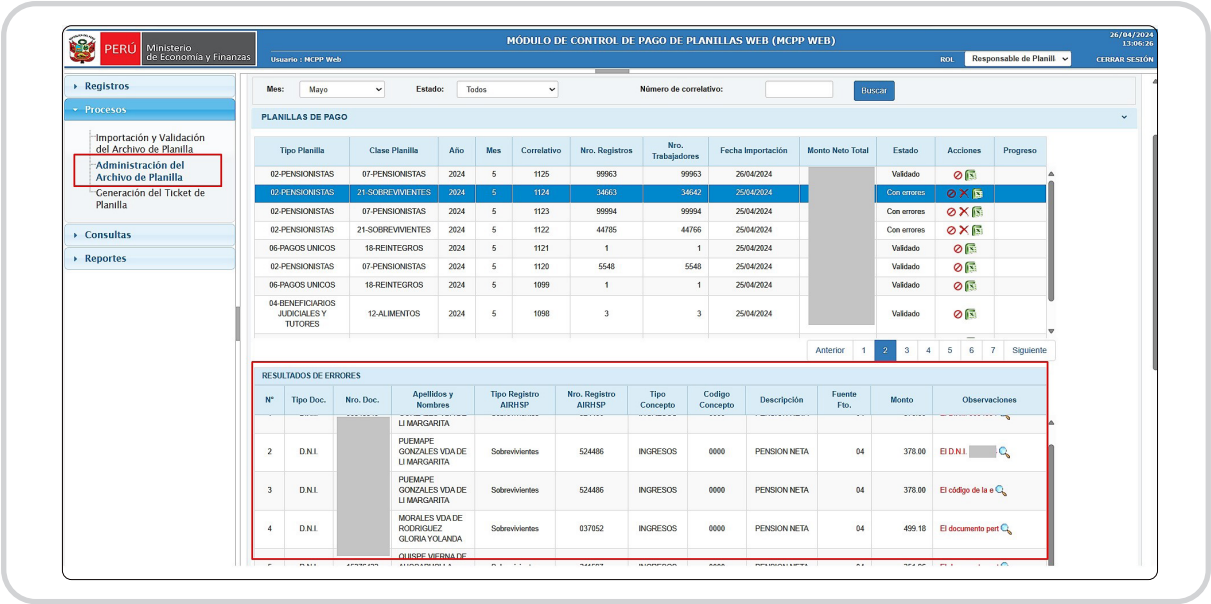 PERÚ Ministerio de Economía y Finanzas
MÓDULO DE CONTROL DE PAGO DE PLANILLAS WEB (MCPP WEB)
26/04/2024
13:06:26
Usuario : MCPP Web
ROL Responsable de Planill
CERRAR SESIÓN
Registros
Procesos
Importación y Validación
del Archivo de Planilla
Administración del
Archivo de Planilla
Generación del Ticket de
Planilla
Consultas
Reportes
Mes: Mayo Estado: Todos Número de correlativo: Buscar
PLANILLAS DE PAGO
Tipo Planilla Clase Planilla Año Mes Correlativo Nro. Registros Nro. Trabajadores Fecha Importación Monto Neto Total Estado Acciones Progreso
02-PENSIONISTAS 07-PENSIONISTAS 2024 5 1125 99963 99963 26/04/2024 Validado
02-PENSIONISTAS 21-SOBREVIVIENTES 2024 5 1124 34663 34642 25/04/2024 Con errores
02-PENSIONISTAS 07-PENSIONISTAS 2024 5 1123 99994 99994 25/04/2024 Con errores
02-PENSIONISTAS 21-SOBREVIVIENTES 2024 5 1122 44785 44766 25/04/2024 Con errores
06-PAGOS UNICOS 18-REINTEGROS 2024 5 1121 1 1 25/04/2024 Validado
02-PENSIONISTAS 07-PENSIONISTAS 2024 5 1120 5548 5548 25/04/2024 Validado
06-PAGOS UNICOS 18-REINTEGROS 2024 5 1099 1 1 25/04/2024 Validado
04-BENEFICIARIOS JUDICIALES Y TUTORES 12-ALIMENTOS 2024 5 1098 3 3 25/04/2024 Validado
Anterior 1 2 3 4 5 6 7 Siguiente
RESULTADOS DE ERRORES
N° Tipo Doc. Nro. Doc. Apellidos y Nombres Tipo Registro AIRHSP Nro. Registro AIRHSP Tipo Concepto Codigo Concepto Descripción Fuente Fto. Monto Observaciones
LI MARGARITA
2 D.N.I. PUEMAPE GONZALES VDA DE LI MARGARITA Sobrevivientes 524486 INGRESOS 0000 PENSION NETA 04 378.00 El D.N.I.
3 D.N.I. PUEMAPE GONZALES VDA DE LI MARGARITA Sobrevivientes 524486 INGRESOS 0000 PENSION NETA 04 378.00 El código de la e
4 D.N.I. MORALES VDA DE RODRIGUEZ GLORIA YOLANDA Sobrevivientes 037052 INGRESOS 0000 PENSION NETA 04 499.18 El documento pert
QUISPE VIERNA DE